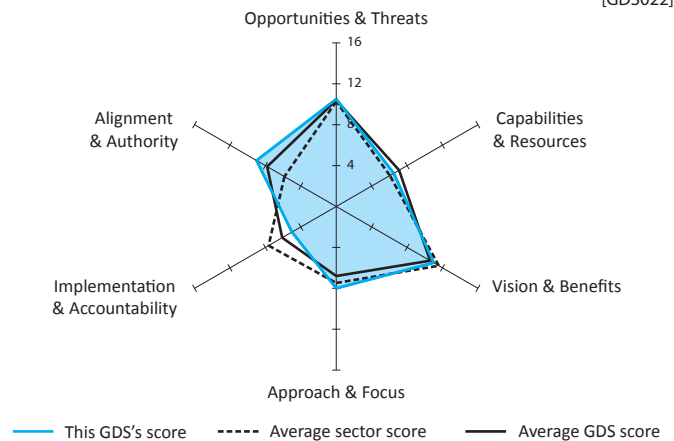 [GDS022]
Opportunities & Threats
16
12
8
4
Alignment
& Authority
Capabilities
& Resources
Implementation
& Accountability
Vision & Benefits
Approach & Focus
This GDS's score
Average sector score
Average GDS score